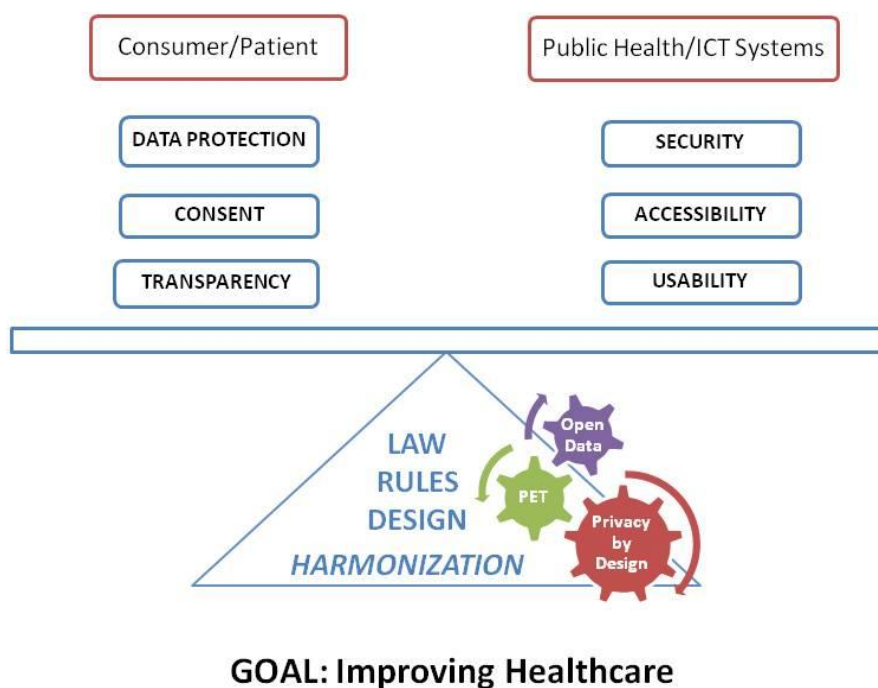 Consumer/Patient
Public Health/ICT Systems
DATA PROTECTION
SECURITY
CONSENT
ACCESSIBILITY
TRANSPARENCY
USABILITY
LAW
RULES
DESIGN
HARMONIZATION
Open
Data
PET
Privacy
by
Design
GOAL: Improving Healthcare